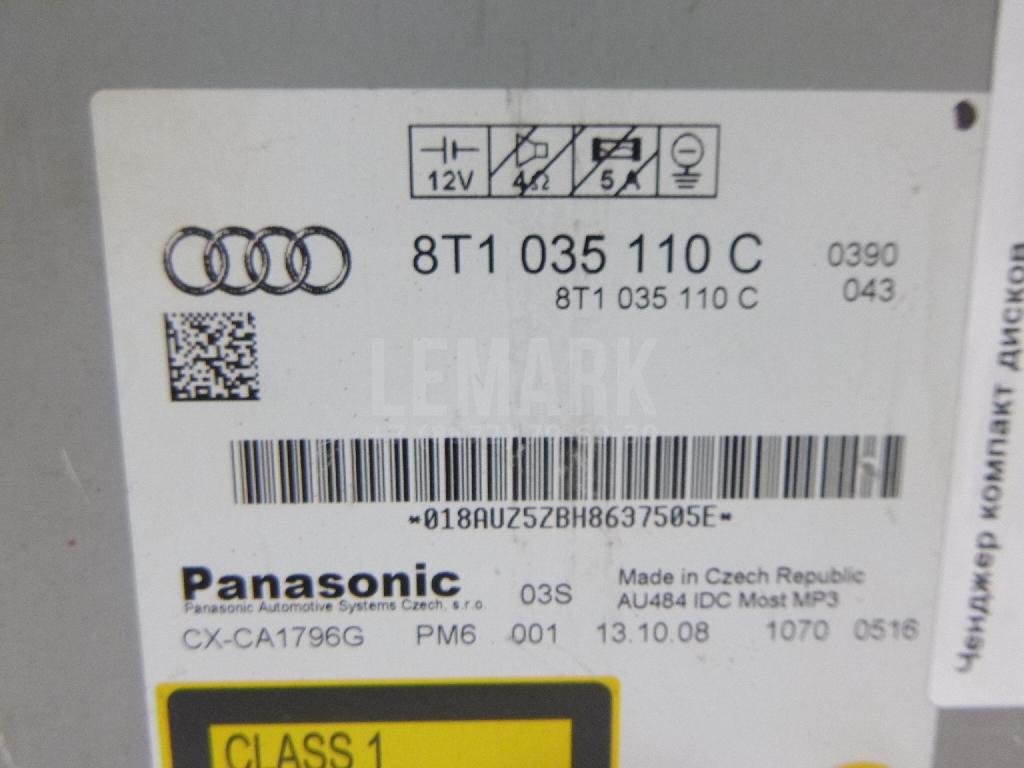 12V 4Ω 5A
8T1 035 110 C 0390
8T1 035 110 C 043
LEMARK
*018AUZ5ZBH8637505E*
Panasonic
Panasonic Automotive Systems Czech, s.r.o.
03S
Made in Czech Republic
AU484 IDC Most MP3
CX-CA1796G PM6 001 13.10.08 1070 0516
CLASS 1
Ченджер компакт дисков